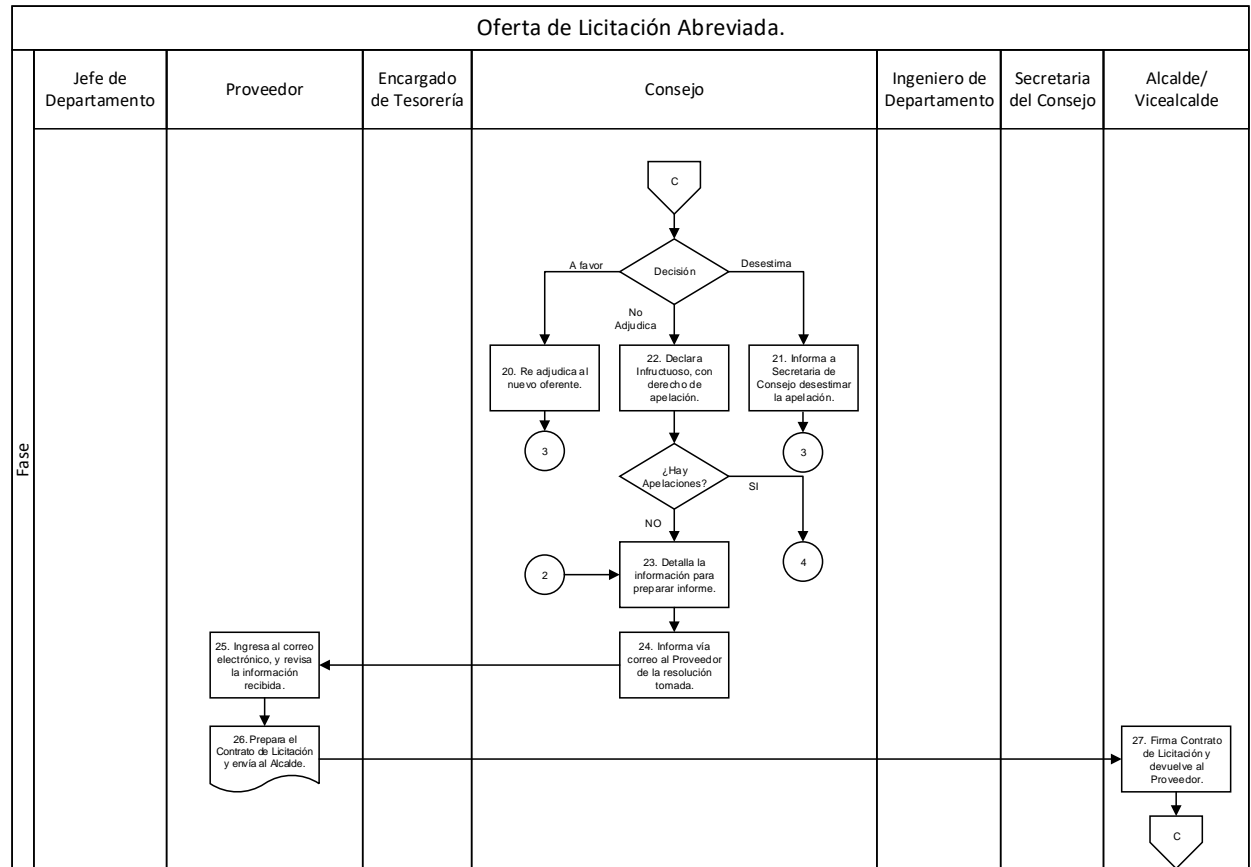 Oferta de Licitación Abreviada.
Fase
Jefe de
Departamento
Proveedor
Encargado
de Tesorería
Consejo
Ingeniero de
Departamento
Secretaria
del Consejo
Alcalde/
Vicealcalde
C
Decisión
A favor
No
Adjudica
Desestima
20. Re adjudica al
nuevo oferente.
22. Declara
Infructuoso, con
derecho de
apelación.
21. Informa a
Secretaria de
Consejo desestimar
la apelación.
3
3
¿Hay
Apelaciones?
SI
NO
2
23. Detalla la
información para
preparar informe.
4
25. Ingresa al correo
electrónico, y revisa
la información
recibida.
24. Informa vía
correo al Proveedor
de la resolución
tomada.
26. Prepara el
Contrato de Licitación
y envía al Alcalde.
27. Firma Contrato
de Licitación y
devuelve al
Proveedor.
C